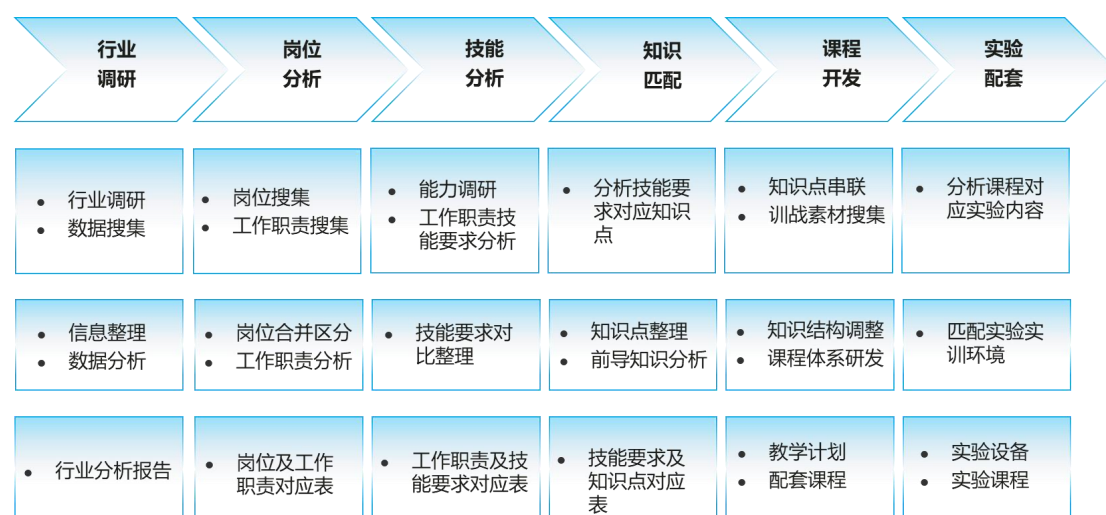 行业
调研
岗位
分析
技能
分析
知识
匹配
课程
开发
实验
配套
• 行业调研
• 数据搜集
• 岗位搜集
• 工作职责搜集
• 能力调研
• 工作职责技
能要求分析
• 分析技能要
求对应知识
点
• 知识点串联
• 训战素材搜集
• 分析课程对
应实验内容
• 信息整理
• 数据分析
• 岗位合并区分
• 工作职责分析
• 技能要求对
比整理
• 知识点整理
• 前导知识分析
• 知识结构调整
• 课程体系研发
• 匹配实验实
训环境
• 行业分析报告
• 岗位及工作
职责对应表
• 工作职责及技
能要求对应表
• 技能要求及
知识点对应
表
• 教学计划
• 配套课程
• 实验设备
• 实验课程